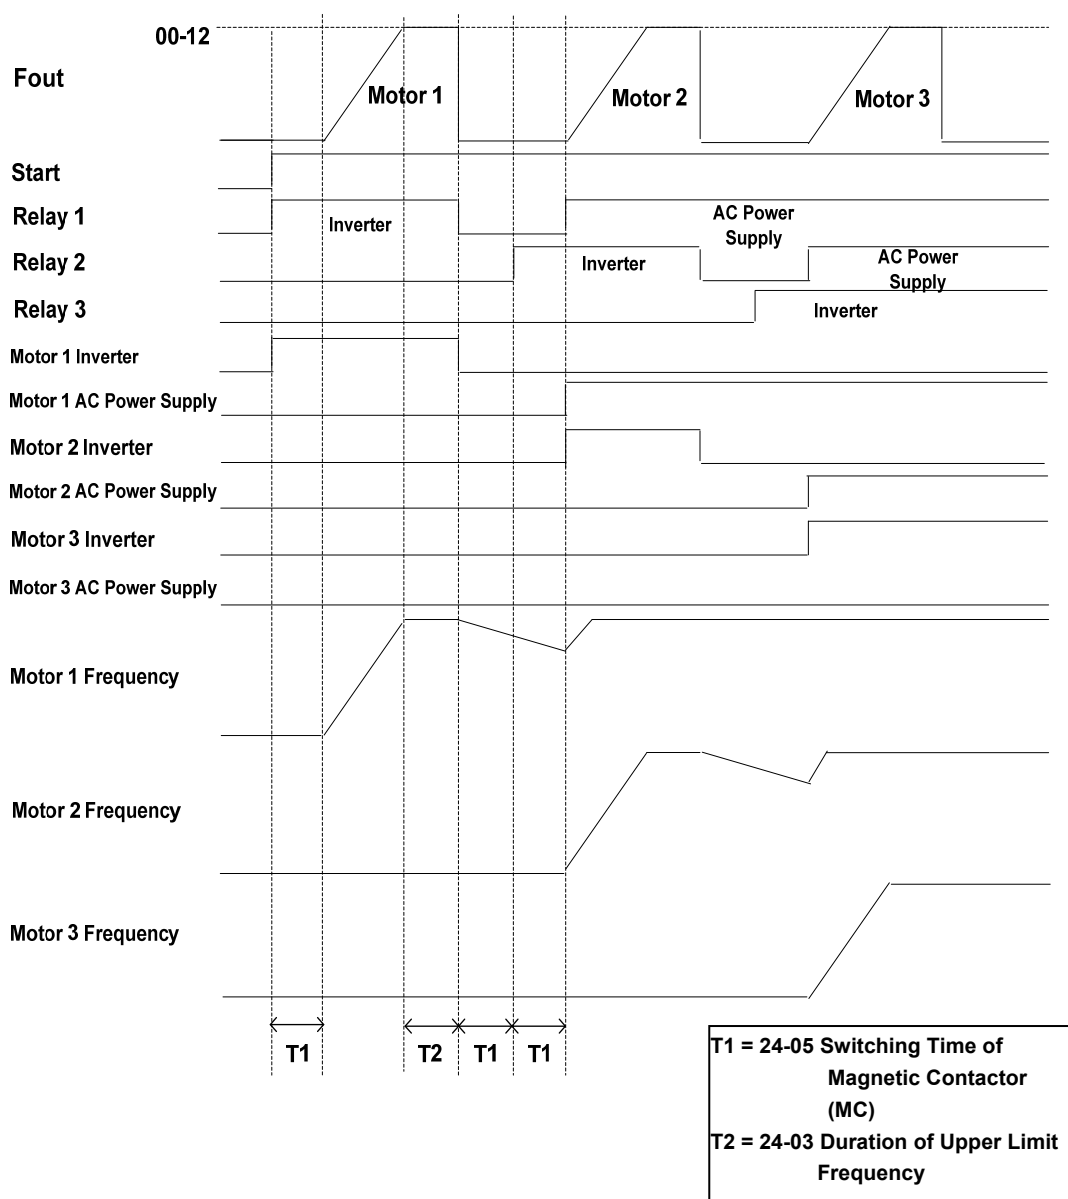 00-12
Fout
Motor 1
Motor 2
Motor 3
Start
Relay 1
Inverter
AC Power
Supply
Relay 2
Inverter
AC Power
Supply
Relay 3
Inverter
Motor 1 Inverter
Motor 1 AC Power Supply
Motor 2 Inverter
Motor 2 AC Power Supply
Motor 3 Inverter
Motor 3 AC Power Supply
Motor 1 Frequency
Motor 2 Frequency
Motor 3 Frequency
T1
T2
T1
T1
T1 = 24-05 Switching Time of
Magnetic Contactor
(MC)
T2 = 24-03 Duration of Upper Limit
Frequency